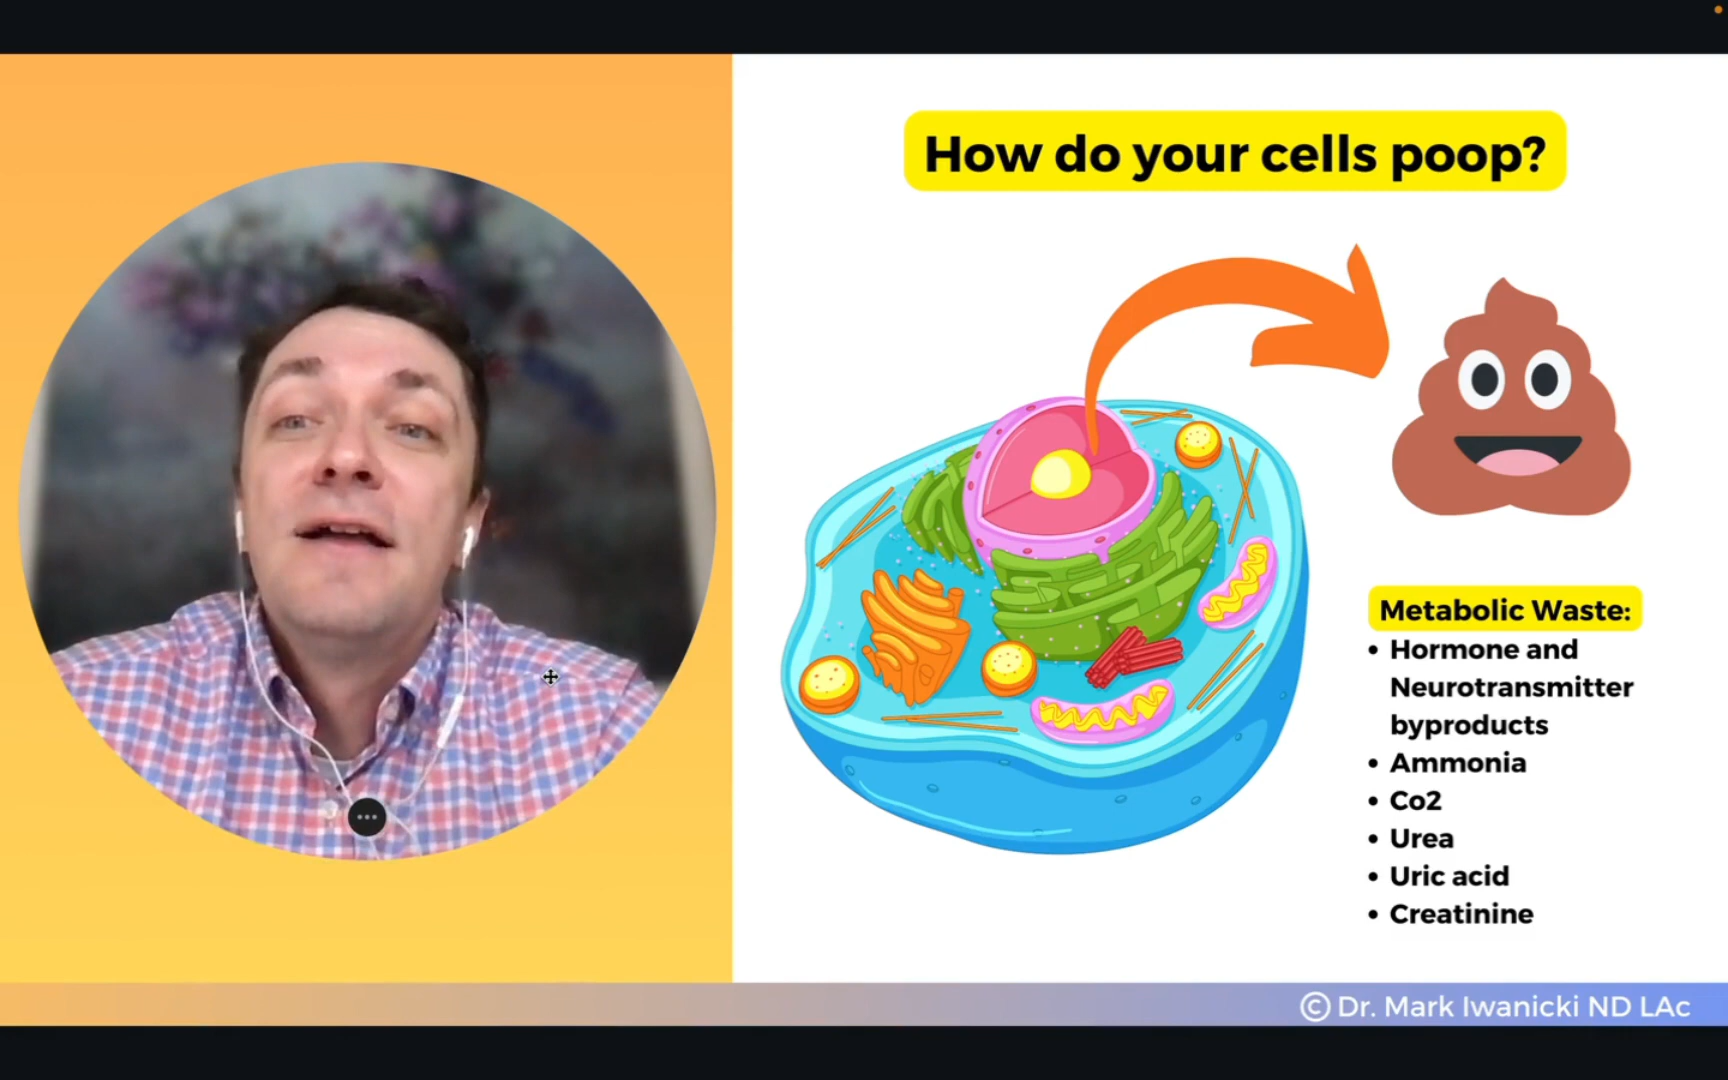 How do your cells poop?
Metabolic Waste:
• Hormone and
Neurotransmitter
byproducts
• Ammonia
• Co2
• Urea
• Uric acid
• Creatinine
© Dr. Mark Iwanicki ND LAc